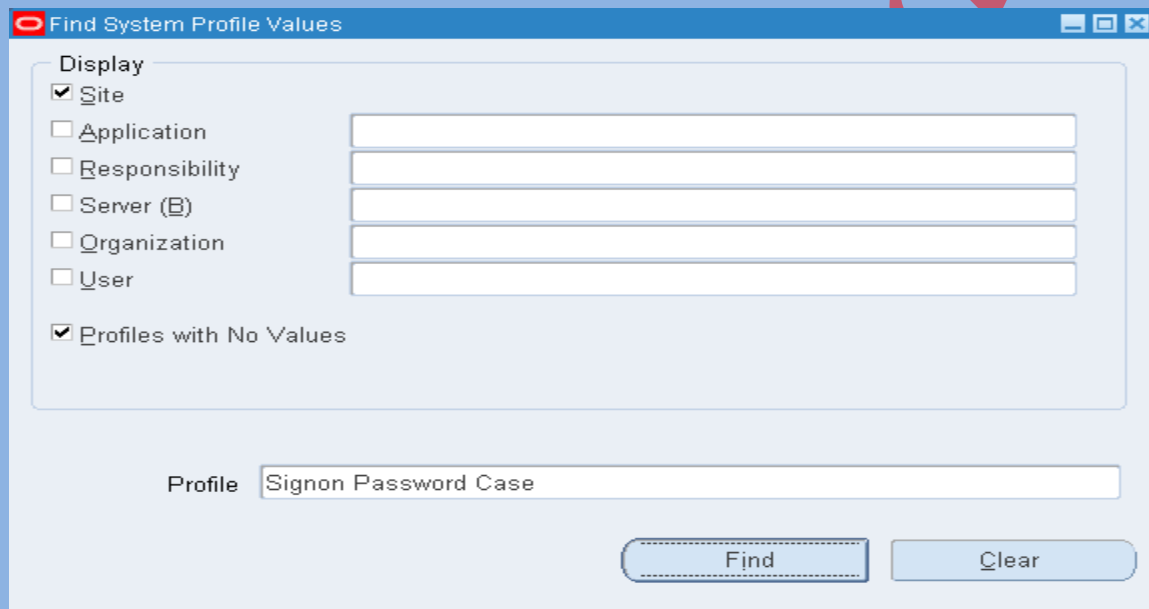 Find System Profile Values
Display
Site
Application
Responsibility
Server (B)
Organization
User
Profiles with No Values
Profile Signon Password Case
Find Clear